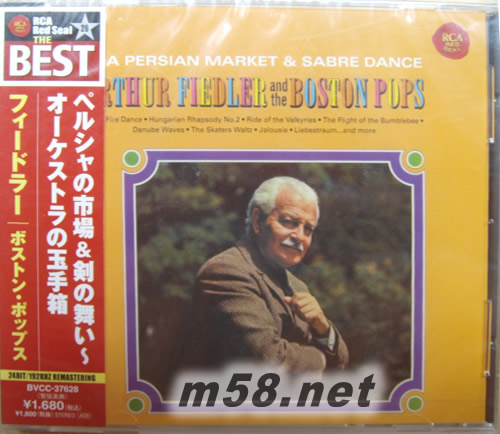 RCA
Red Seal
THE
BEST
ペルシャの市場＆剣の舞い～
オーケストラの玉手箱
フィードラー｜ボストン・ポップス
24BIT/192KHZ REMASTERING
BVCC-37628
¥1,680(税込)
RCA
A PERSIAN MARKET & SABRE DANCE
RTHUR FIEDLER and the BOSTON POPS
Fire Dance • Hungarian Rhapsody No.2 • Ride of the Valkyries • The Flight of the Bumblebee •
Danube Waves • The Skaters Waltz • Jalousie • Liebestraum...and more
m58.net